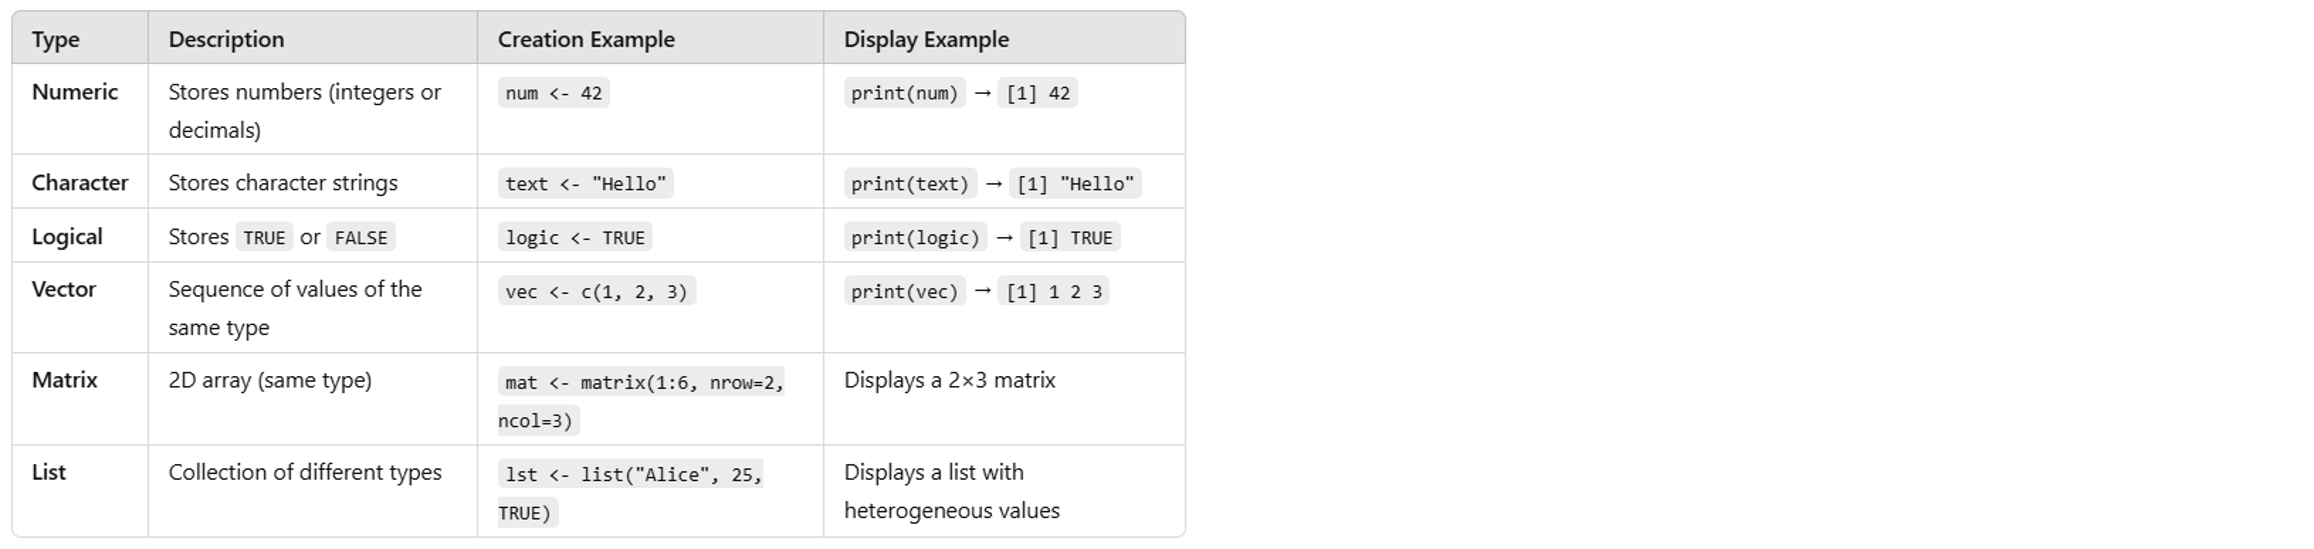 Type Description Creation Example Display Example
Numeric Stores numbers (integers or num <- 42 print(num) → [1] 42
decimals)
Character Stores character strings text <- "Hello" print(text) → [1] "Hello"
Logical Stores TRUE or FALSE logic <- TRUE print(logic) → [1] TRUE
Vector Sequence of values of the vec <- c(1, 2, 3) print(vec) → [1] 1 2 3
same type
Matrix 2D array (same type) mat <- matrix(1:6, nrow=2, Displays a 2×3 matrix
ncol=3)
List Collection of different types lst <- list("Alice", 25, Displays a list with
TRUE) heterogeneous values